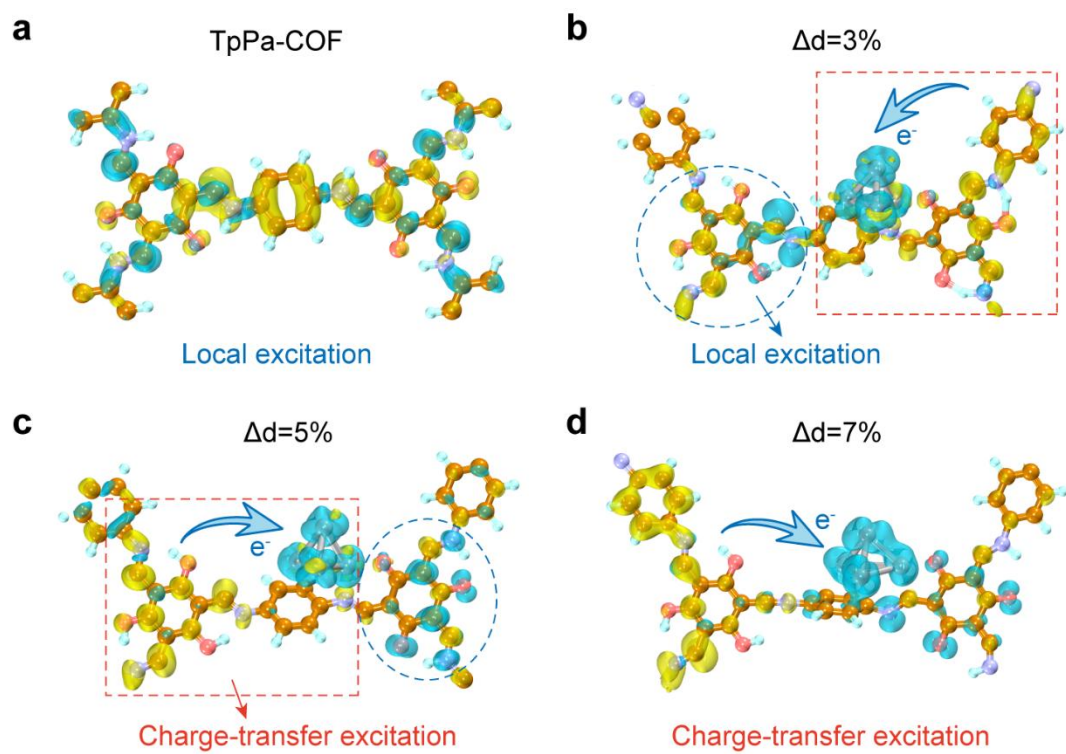 a
TpPa-COF
Local excitation
b
Δd=3%
e⁻
Local excitation
c
Δd=5%
e⁻
Charge-transfer excitation
d
Δd=7%
e⁻
Charge-transfer excitation